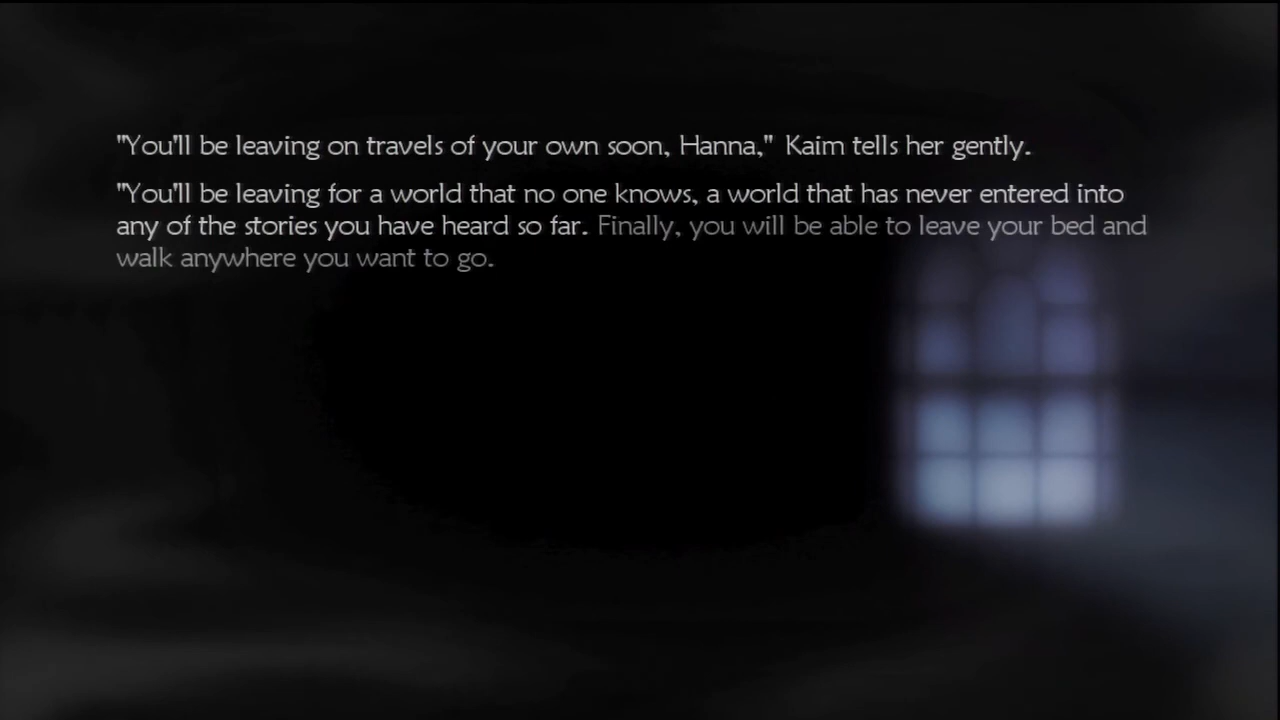 "You'll be leaving on travels of your own soon, Hanna," Kaim tells her gently.
"You'll be leaving for a world that no one knows, a world that has never entered into
any of the stories you have heard so far. Finally, you will be able to leave your bed and
walk anywhere you want to go.